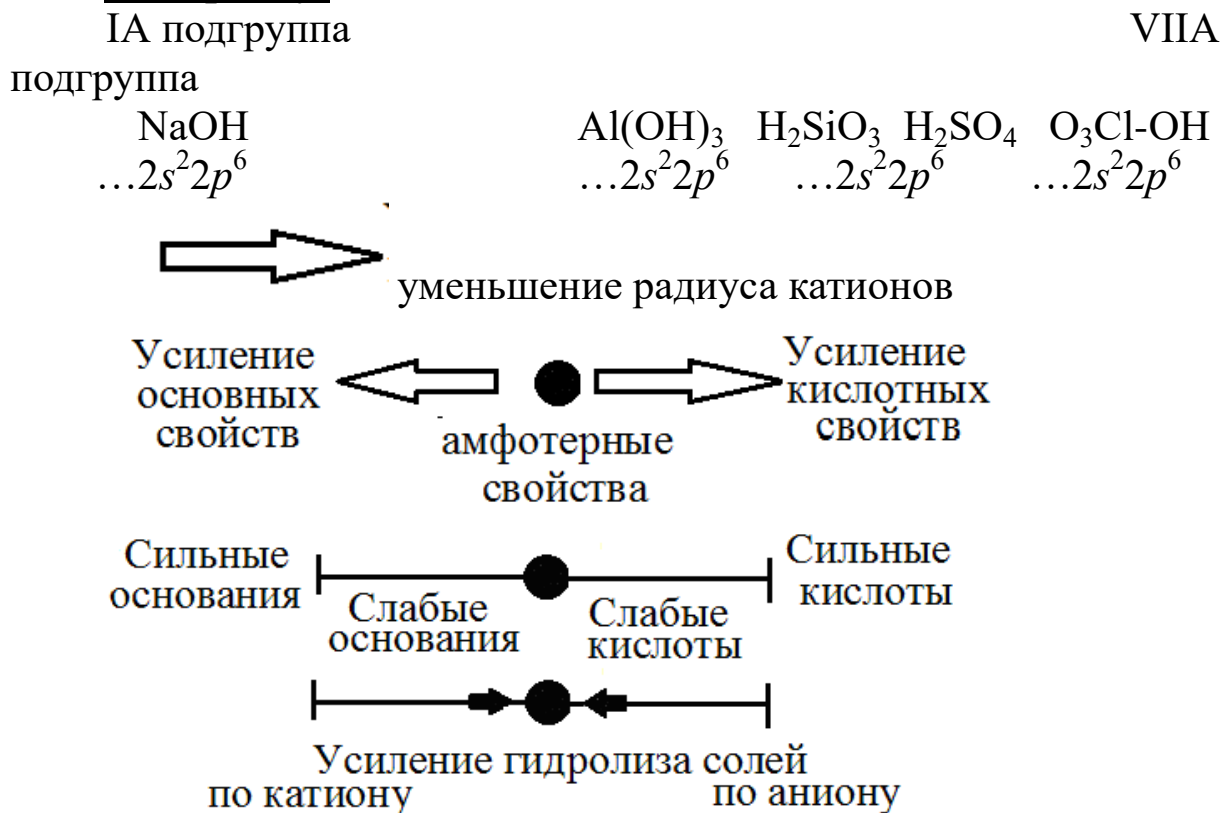 IA подгруппа VIIA
подгруппа
NaOH Al(OH)₃ H₂SiO₃ H₂SO₄ O₃Cl-OH
…2s²2p⁶ …2s²2p⁶ …2s²2p⁶ …2s²2p⁶
уменьшение радиуса катионов
Усиление
основных
свойств
амфотерные
свойства
Усиление
кислотных
свойств
Сильные
основания
Слабые
основания
Слабые
кислоты
Сильные
кислоты
Усиление гидролиза солей
по катиону по аниону